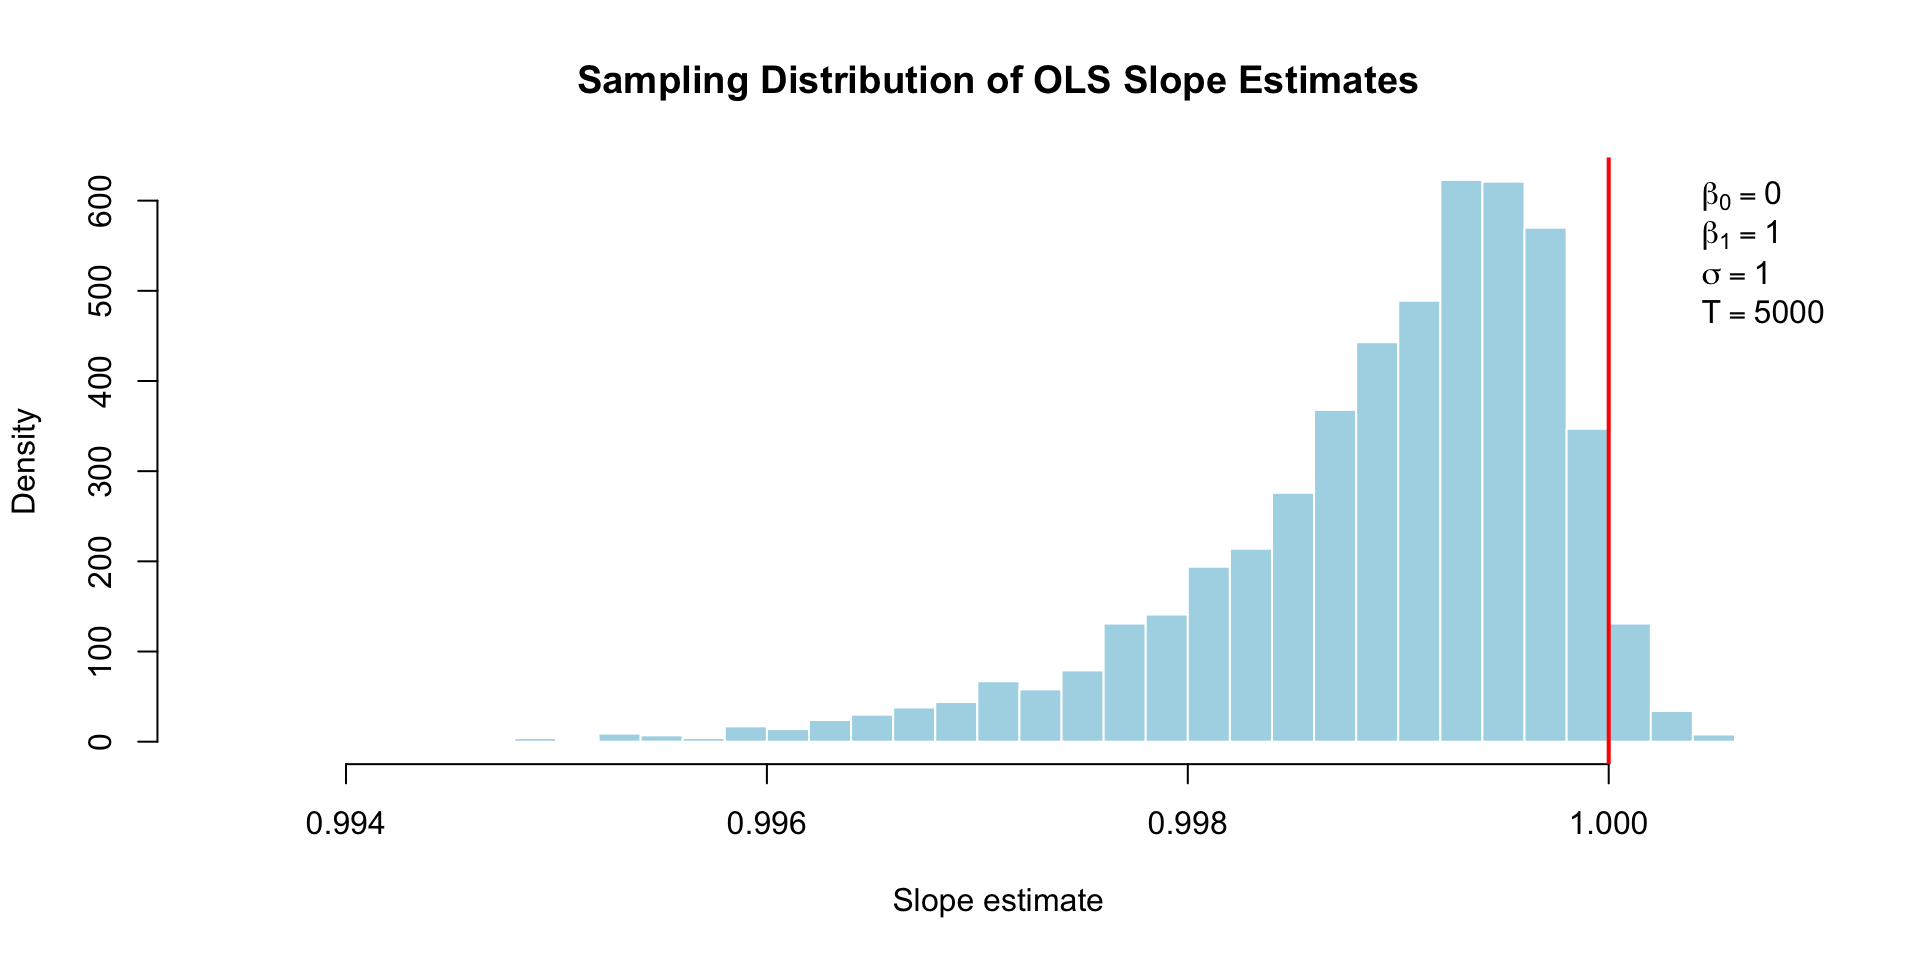 Sampling Distribution of OLS Slope Estimates
β₀ = 0
β₁ = 1
σ = 1
T = 5000
Density
0
100
200
300
400
500
600
0.994 0.996 0.998 1.000
Slope estimate